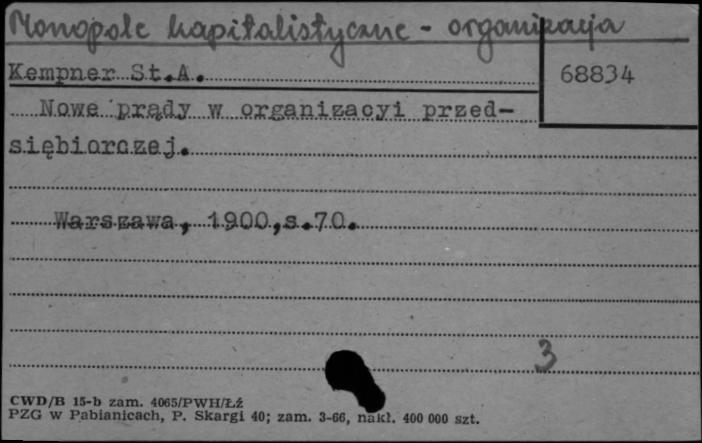 Monopole kapitalistyczne - organizacja
Kempner St.A.
68834
Nowe prądy w organizacyi przed-
siębiorczej.
Warszawa, 1900,s.70.
3
CWD/B 15-b zam. 4065/PWH/Łź
PZG w Pabianicach, P. Skargi 40; zam. 3-66, nakł. 400 000 szt.